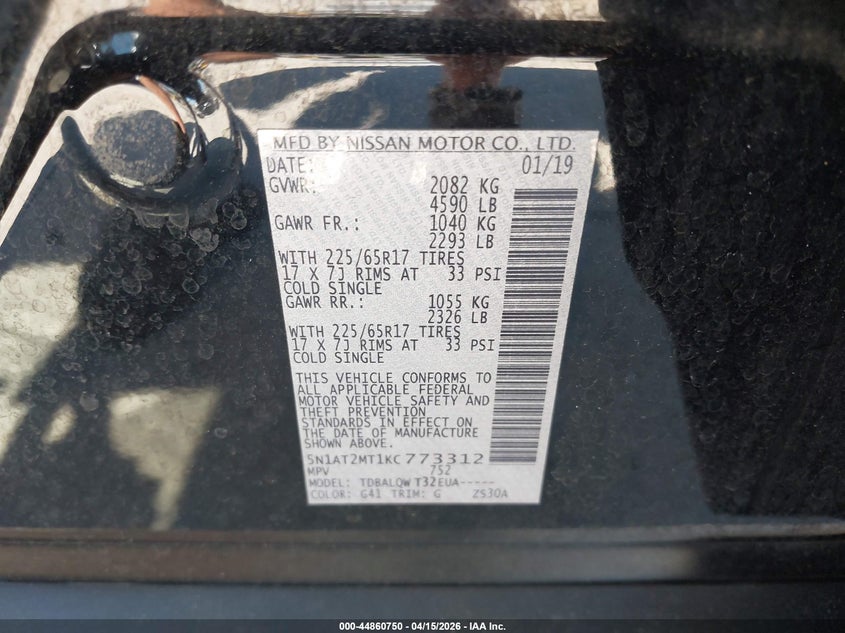 MFD BY NISSAN MOTOR CO., LTD.
DATE: 01/19
GVWR: 2082 KG
4590 LB
GAWR FR.: 1040 KG
2293 LB
WITH 225/65R17 TIRES
17 X 7J RIMS AT 33 PSI
COLD SINGLE
GAWR RR.: 1055 KG
2326 LB
WITH 225/65R17 TIRES
17 X 7J RIMS AT 33 PSI
COLD SINGLE
THIS VEHICLE CONFORMS TO
ALL APPLICABLE FEDERAL
MOTOR VEHICLE SAFETY AND
THEFT PREVENTION
STANDARDS IN EFFECT ON
THE DATE OF MANUFACTURE
SHOWN ABOVE.
5N1AT2MT1KC773312
MPV 752
MODEL: TDBALQW T32EUA-----
COLOR: G41 TRIM: G ZS30A
000-44860750 - 04/15/2026 - IAA Inc.